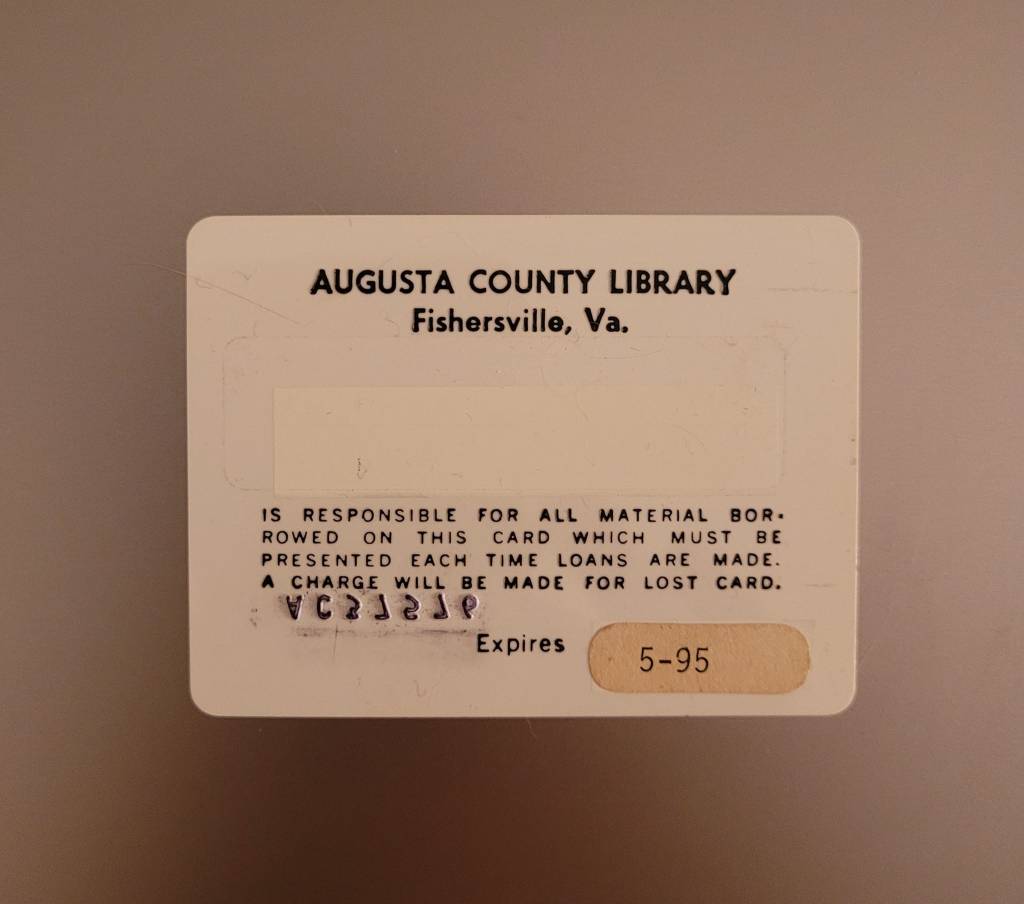 AUGUSTA COUNTY LIBRARY
Fishersville, Va.
IS RESPONSIBLE FOR ALL MATERIAL BOR-
ROWED ON THIS CARD WHICH MUST BE
PRESENTED EACH TIME LOANS ARE MADE.
A CHARGE WILL BE MADE FOR LOST CARD.
Expires 5-95